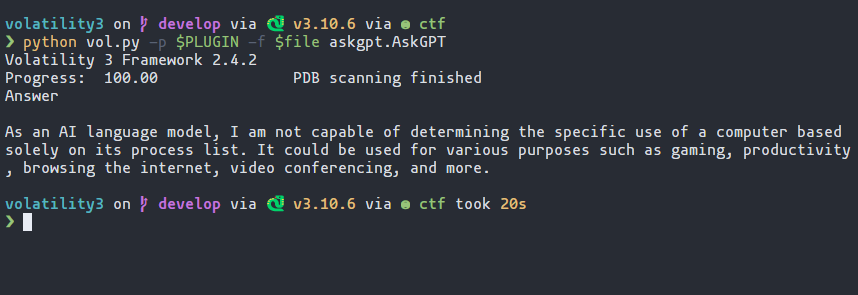 volatility3 on develop via v3.10.6 via ctf
❯ python vol.py -p $PLUGIN -f $file askgpt.AskGPT
Volatility 3 Framework 2.4.2
Progress:  100.00               PDB scanning finished
Answer
As an AI language model, I am not capable of determining the specific use of a computer based
solely on its process list. It could be used for various purposes such as gaming, productivity
, browsing the internet, video conferencing, and more.
volatility3 on develop via v3.10.6 via ctf took 20s
❯